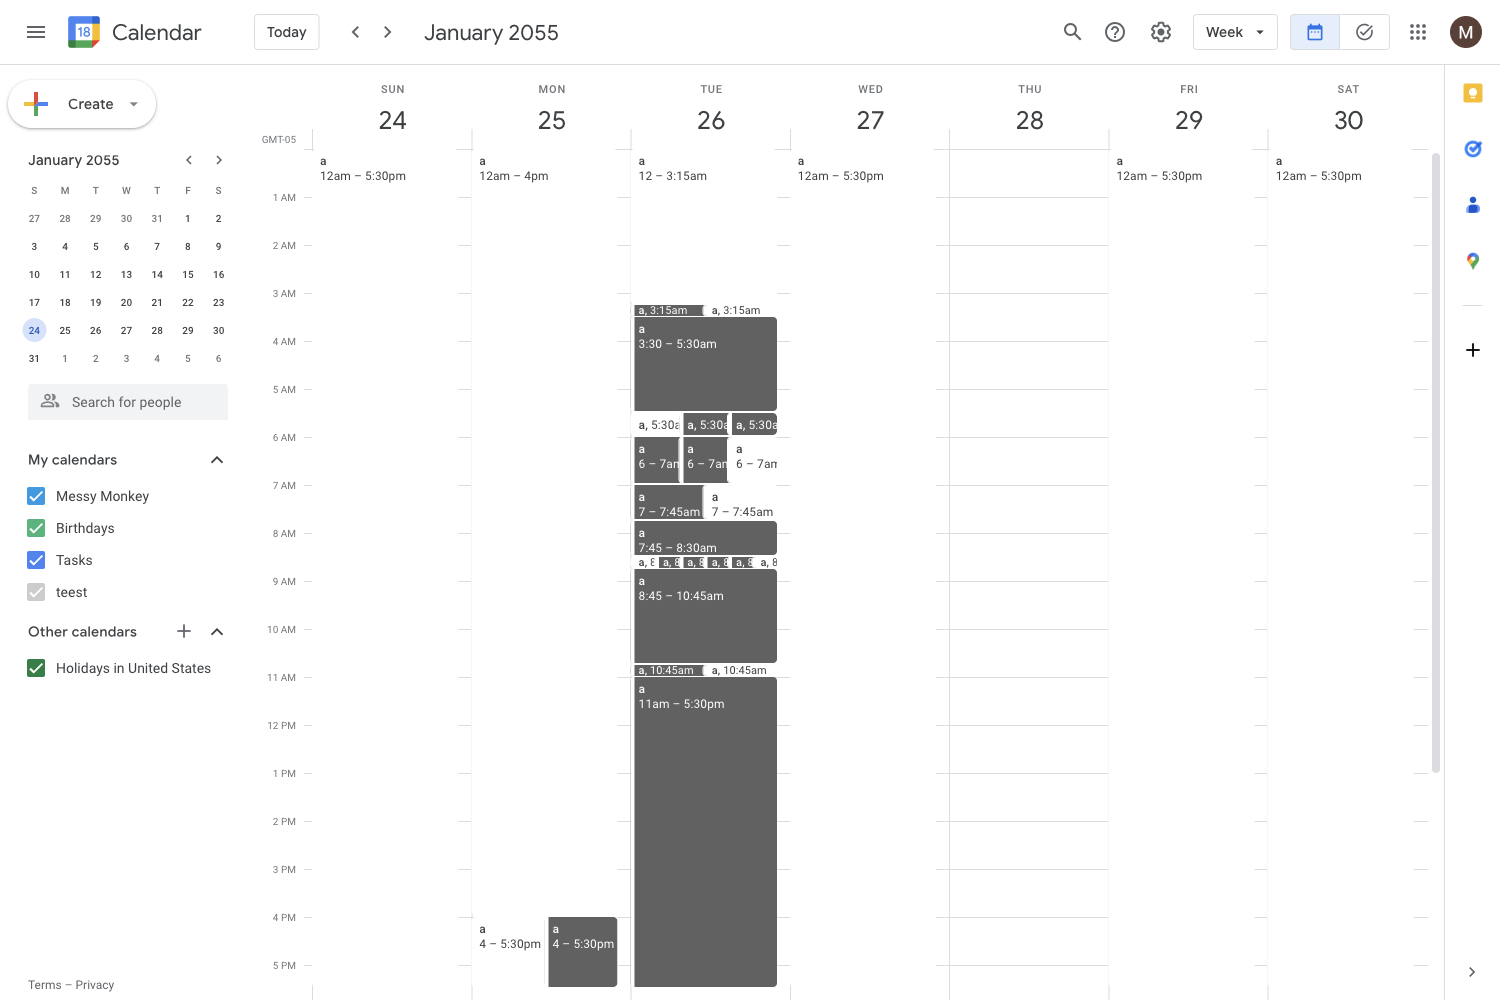 18 Calendar
Today
January 2055
Week
M
Create
January 2055
S M T W T F S
27 28 29 30 31 1 2
3 4 5 6 7 8 9
10 11 12 13 14 15 16
17 18 19 20 21 22 23
24 25 26 27 28 29 30
31 1 2 3 4 5 6
Search for people
My calendars
Messy Monkey
Birthdays
Tasks
teest
Other calendars
Holidays in United States
Terms – Privacy
SUN MON TUE WED THU FRI SAT
24 25 26 27 28 29 30
GMT-05
1 AM
2 AM
3 AM
4 AM
5 AM
6 AM
7 AM
8 AM
9 AM
10 AM
11 AM
12 PM
1 PM
2 PM
3 PM
4 PM
5 PM
a
12am – 5:30pm
a
12am – 4pm
a
4 – 5:30pm
a
4 – 5:30pm
a
12 – 3:15am
a, 3:15am
a, 3:15am
a
3:30 – 5:30am
a, 5:30a
a, 5:30a
a, 5:30a
a
6 – 7am
a
6 – 7am
a
6 – 7am
a
7 – 7:45am
a
7 – 7:45am
a
7:45 – 8:30am
a, 8
a, 8
a, 8
a, 8
a, 8
a, 8
a
8:45 – 10:45am
a, 10:45am
a, 10:45am
a
11am – 5:30pm
a
12am – 5:30pm
a
12am – 5:30pm
a
12am – 5:30pm